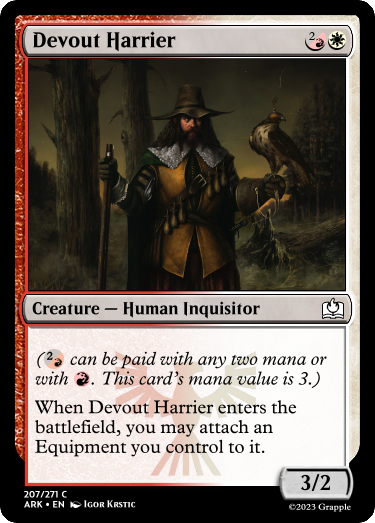 Devout Harrier 2
Creature — Human Inquisitor
(2 can be paid with any two mana or
with . This card's mana value is 3.)
When Devout Harrier enters the
battlefield, you may attach an
Equipment you control to it.
3/2
207/271 C
ARK • EN Igor Krstic
©2023 Grapple